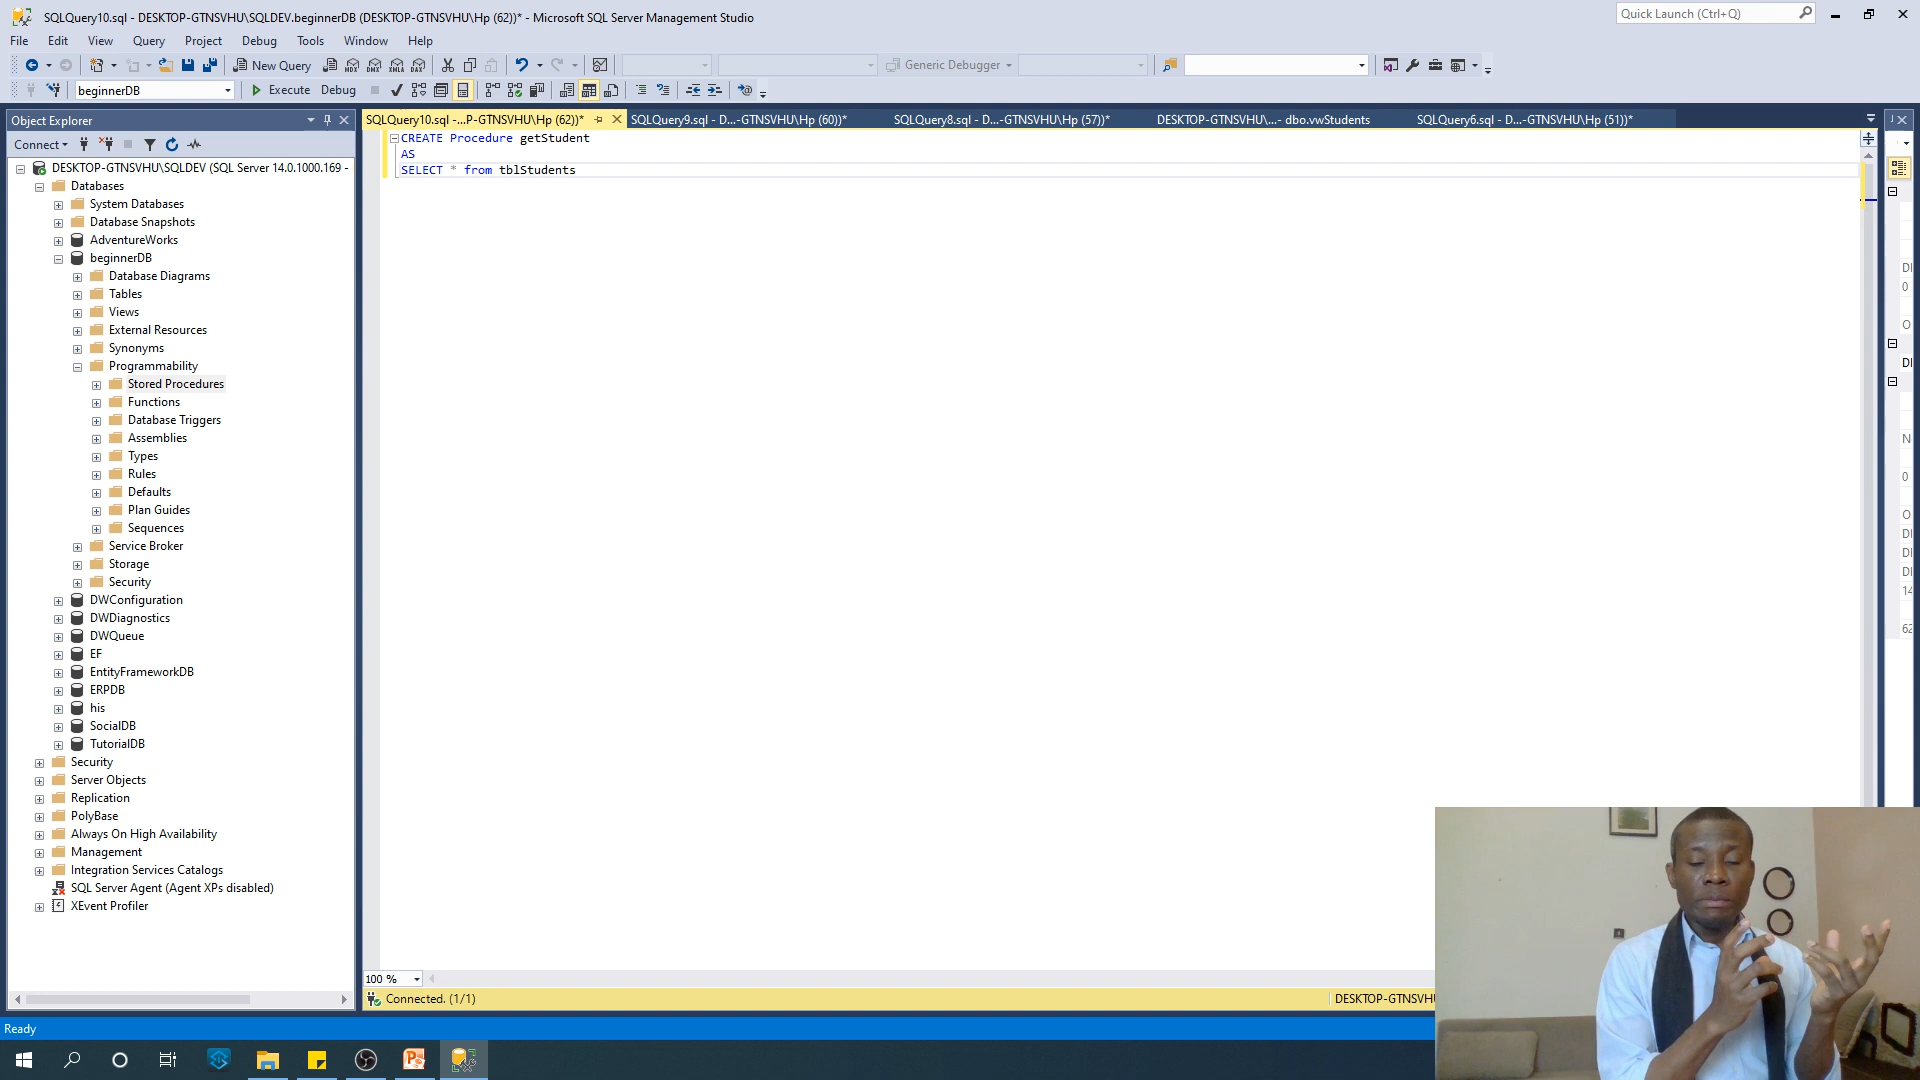 SQLQuery10.sql - DESKTOP-GTNSVHU\SQLDEV.beginnerDB (DESKTOP-GTNSVHU\Hp (62))* - Microsoft SQL Server Management Studio
Quick Launch (Ctrl+Q)
File Edit View Query Project Debug Tools Window Help
New Query
Generic Debugger
beginnerDB
Execute Debug
Object Explorer
SQLQuery10.sql -...P-GTNSVHU\Hp (62))*
SQLQuery9.sql - D...-GTNSVHU\Hp (60))*
SQLQuery8.sql - D...-GTNSVHU\Hp (57))*
DESKTOP-GTNSVHU\...- dbo.vwStudents
SQLQuery6.sql - D...-GTNSVHU\Hp (51))*
Connect
CREATE Procedure getStudent
AS
SELECT * from tblStudents
DESKTOP-GTNSVHU\SQLDEV (SQL Server 14.0.1000.169 -
Databases
System Databases
Database Snapshots
AdventureWorks
beginnerDB
Database Diagrams
Tables
Views
External Resources
Synonyms
Programmability
Stored Procedures
Functions
Database Triggers
Assemblies
Types
Rules
Defaults
Plan Guides
Sequences
Service Broker
Storage
Security
DWConfiguration
DWDiagnostics
DWQueue
EF
EntityFrameworkDB
ERPDB
his
SocialDB
TutorialDB
Security
Server Objects
Replication
PolyBase
Always On High Availability
Management
Integration Services Catalogs
SQL Server Agent (Agent XPs disabled)
XEvent Profiler
100 %
Connected. (1/1)
DESKTOP-GTNSVHU
Ready